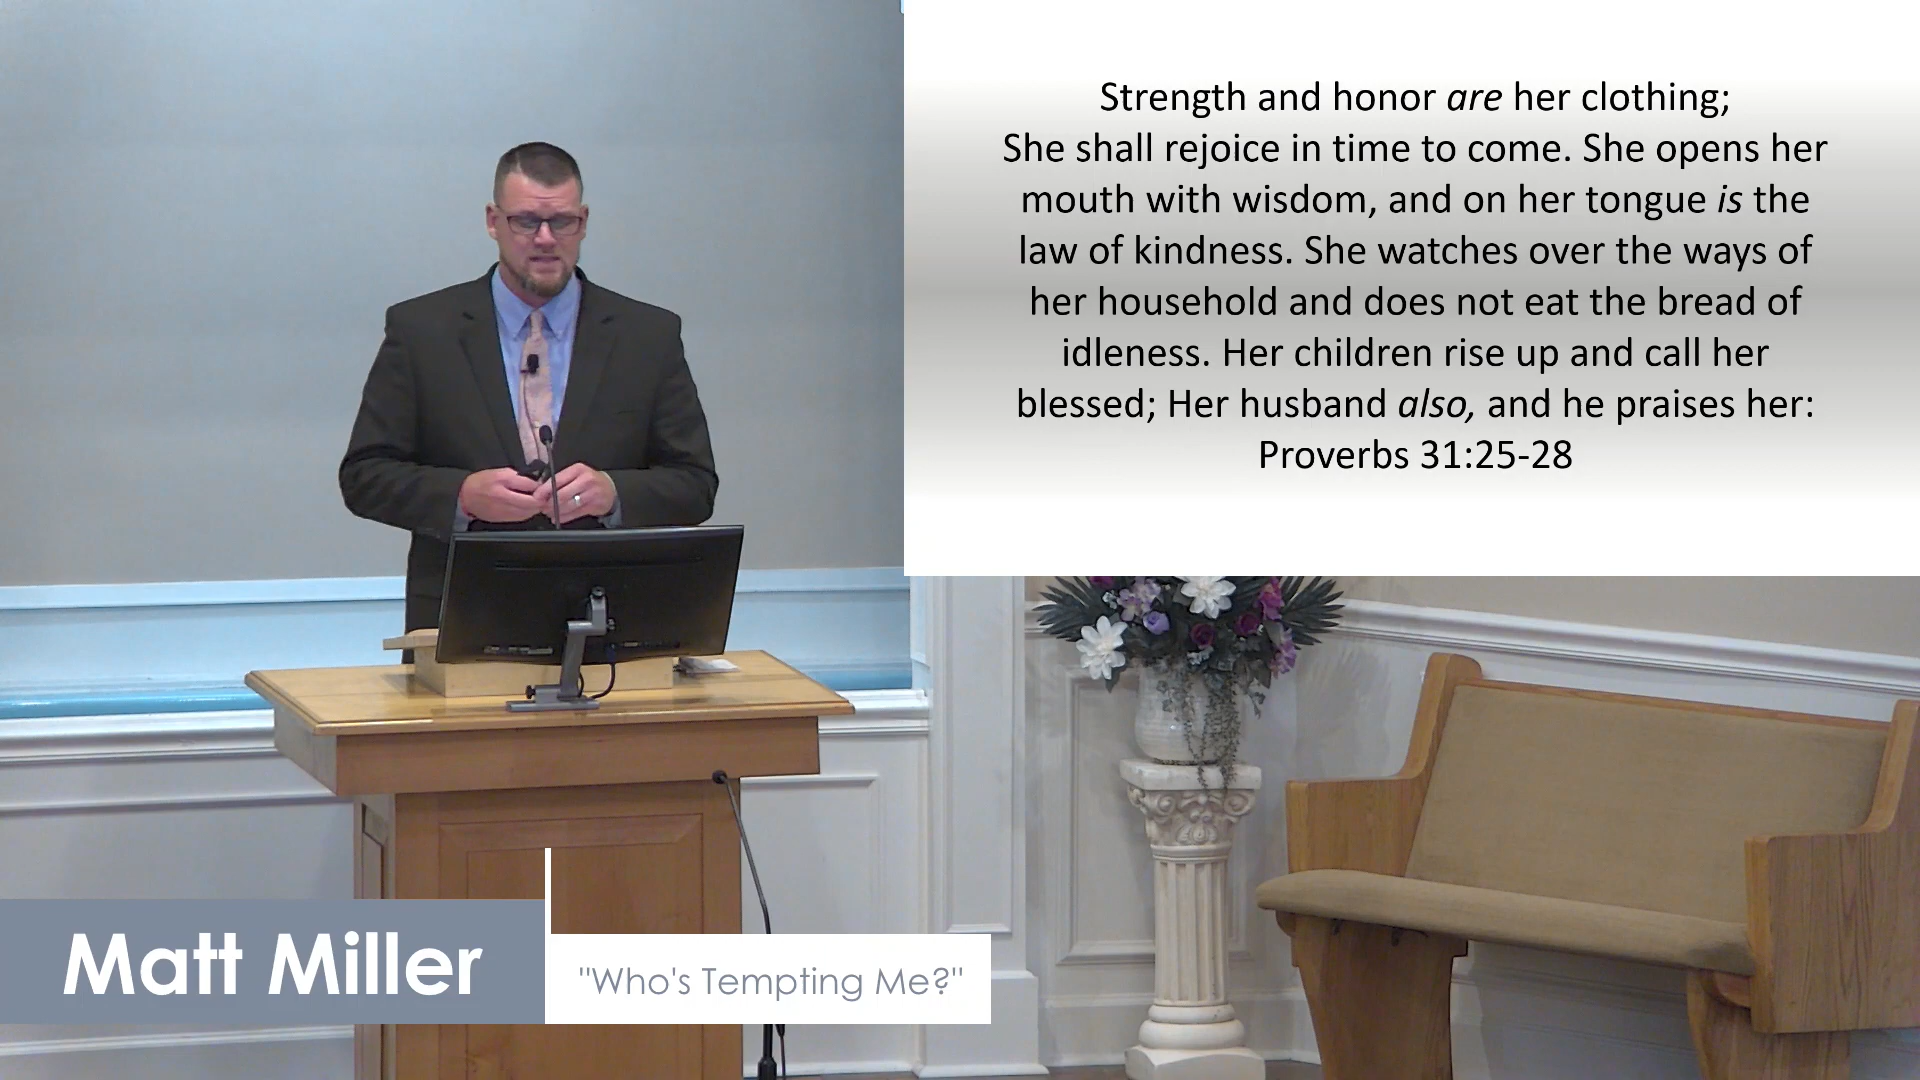 Strength and honor are her clothing;
She shall rejoice in time to come. She opens her
mouth with wisdom, and on her tongue is the
law of kindness. She watches over the ways of
her household and does not eat the bread of
idleness. Her children rise up and call her
blessed; Her husband also, and he praises her:
Proverbs 31:25-28
Matt Miller
"Who's Tempting Me?"